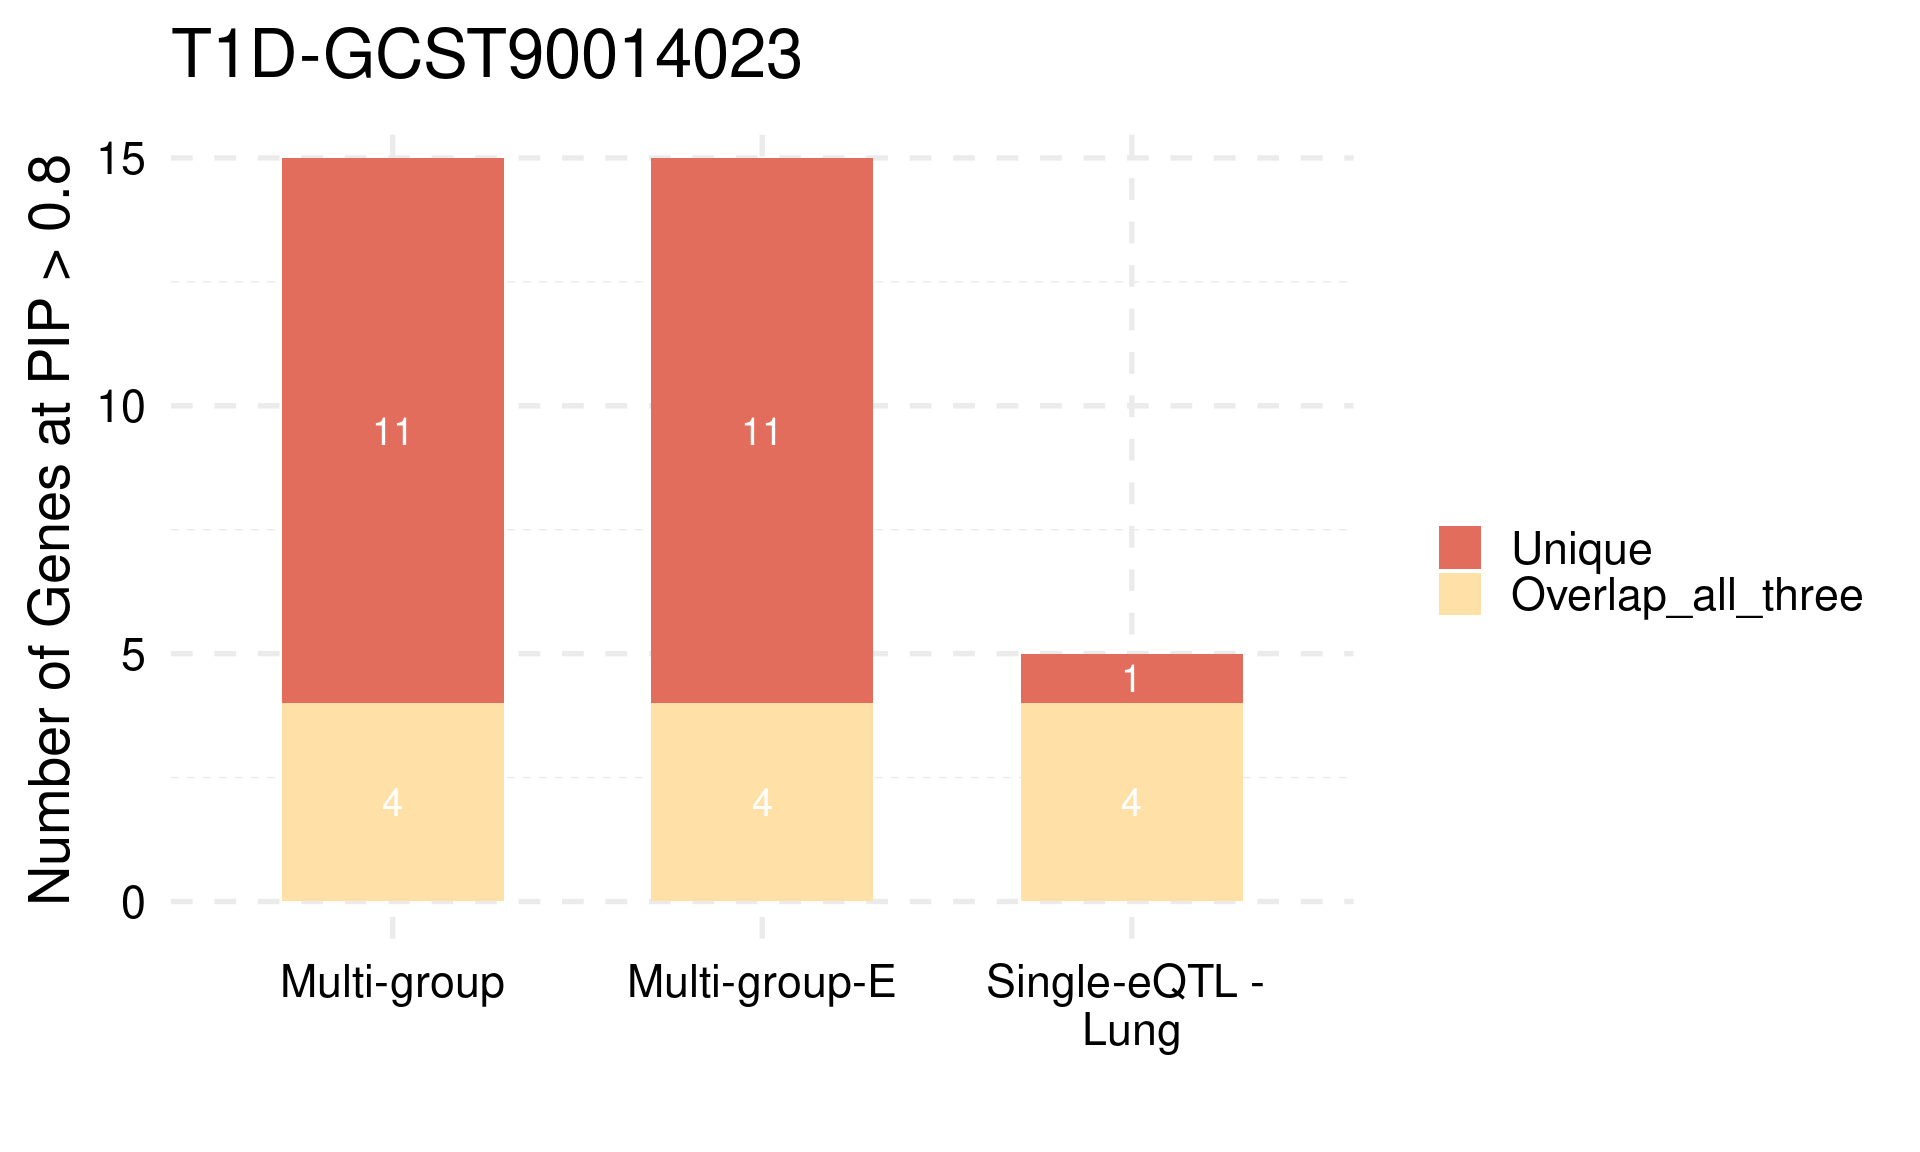 T1D-GCST90014023
Number of Genes at PIP > 0.8
15
10
5
0
11
11
1
4
4
4
Multi-group
Multi-group-E
Single-eQTL -
Lung
Unique
Overlap_all_three